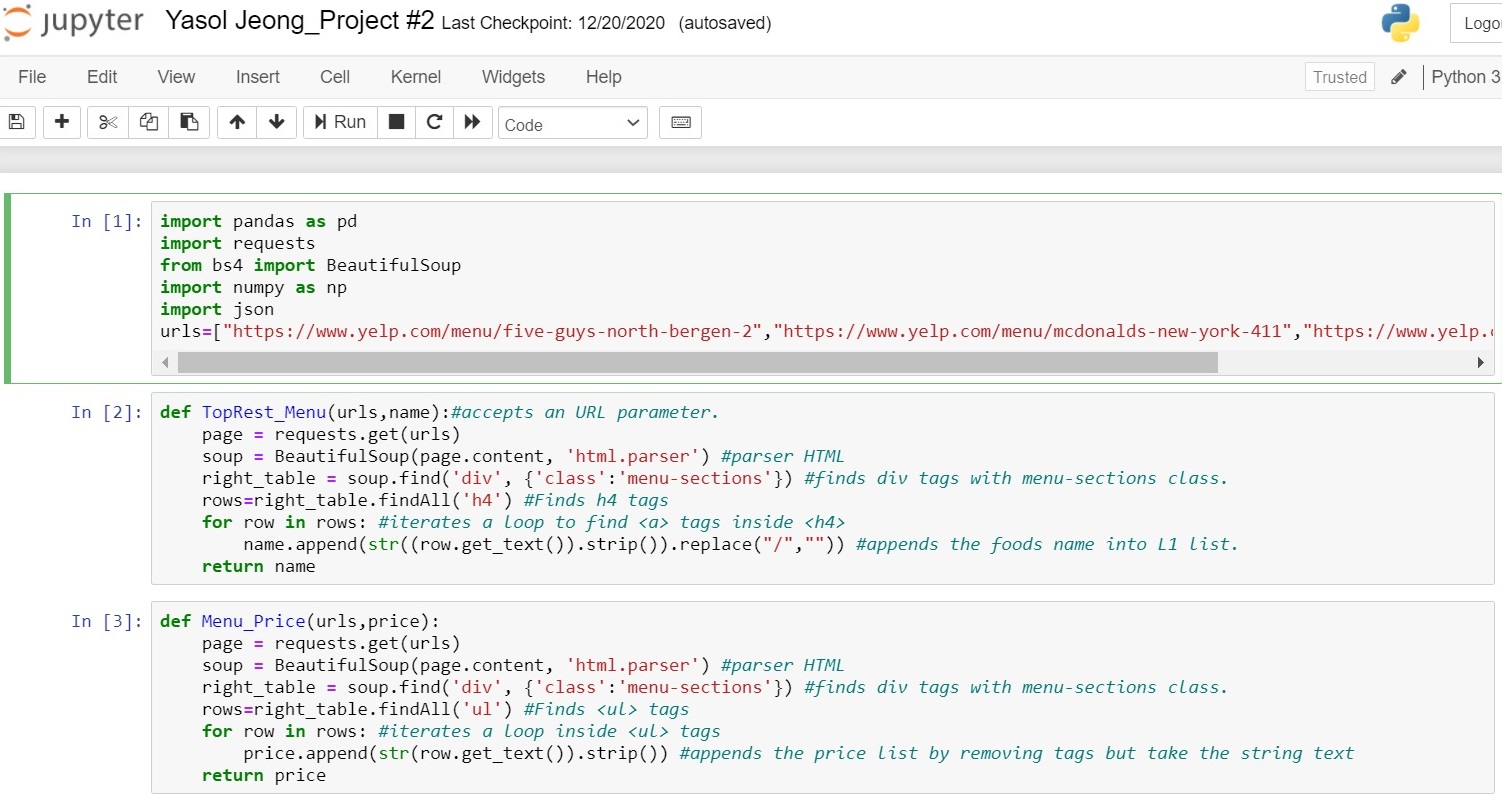 jupyter Yasol Jeong_Project #2 Last Checkpoint: 12/20/2020 (autosaved)
File Edit View Insert Cell Kernel Widgets Help Trusted Python 3
Run Code
In [1]: import pandas as pd
import requests
from bs4 import BeautifulSoup
import numpy as np
import json
urls=["https://www.yelp.com/menu/five-guys-north-bergen-2","https://www.yelp.com/menu/mcdonalds-new-york-411","https://www.yelp.
In [2]: def TopRest_Menu(urls,name):#accepts an URL parameter.
    page = requests.get(urls)
    soup = BeautifulSoup(page.content, 'html.parser') #parser HTML
    right_table = soup.find('div', {'class':'menu-sections'}) #finds div tags with menu-sections class.
    rows=right_table.findAll('h4') #Finds h4 tags
    for row in rows: #iterates a loop to find <a> tags inside <h4>
        name.append(str((row.get_text()).strip()).replace("/","")) #appends the foods name into L1 list.
    return name
In [3]: def Menu_Price(urls,price):
    page = requests.get(urls)
    soup = BeautifulSoup(page.content, 'html.parser') #parser HTML
    right_table = soup.find('div', {'class':'menu-sections'}) #finds div tags with menu-sections class.
    rows=right_table.findAll('ul') #Finds <ul> tags
    for row in rows: #iterates a loop inside <ul> tags
        price.append(str(row.get_text()).strip()) #appends the price list by removing tags but take the string text
    return price